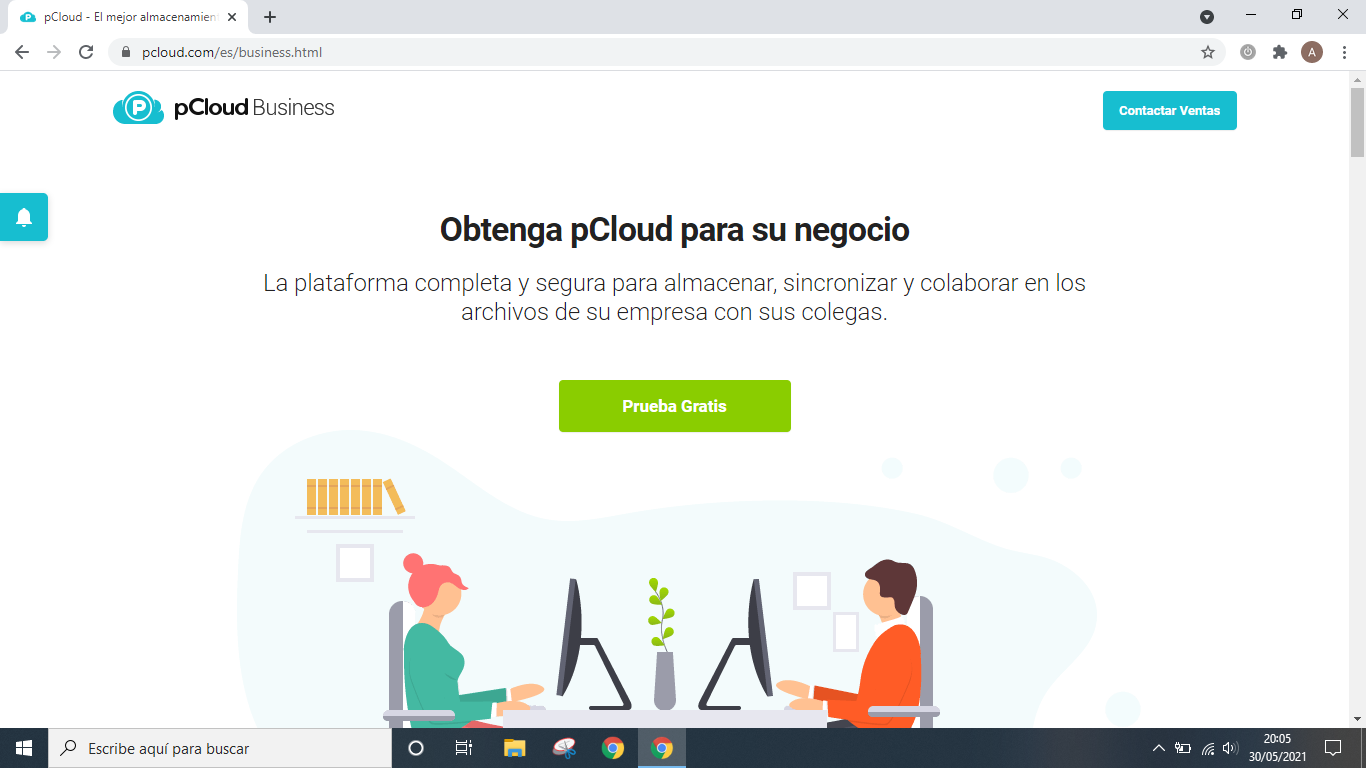 pCloud - El mejor almacenamient
pcloud.com/es/business.html
A
P
pCloud Business
Contactar Ventas
Obtenga pCloud para su negocio
La plataforma completa y segura para almacenar, sincronizar y colaborar en los
archivos de su empresa con sus colegas.
Prueba Gratis
Escribe aquí para buscar
20:05
30/05/2021